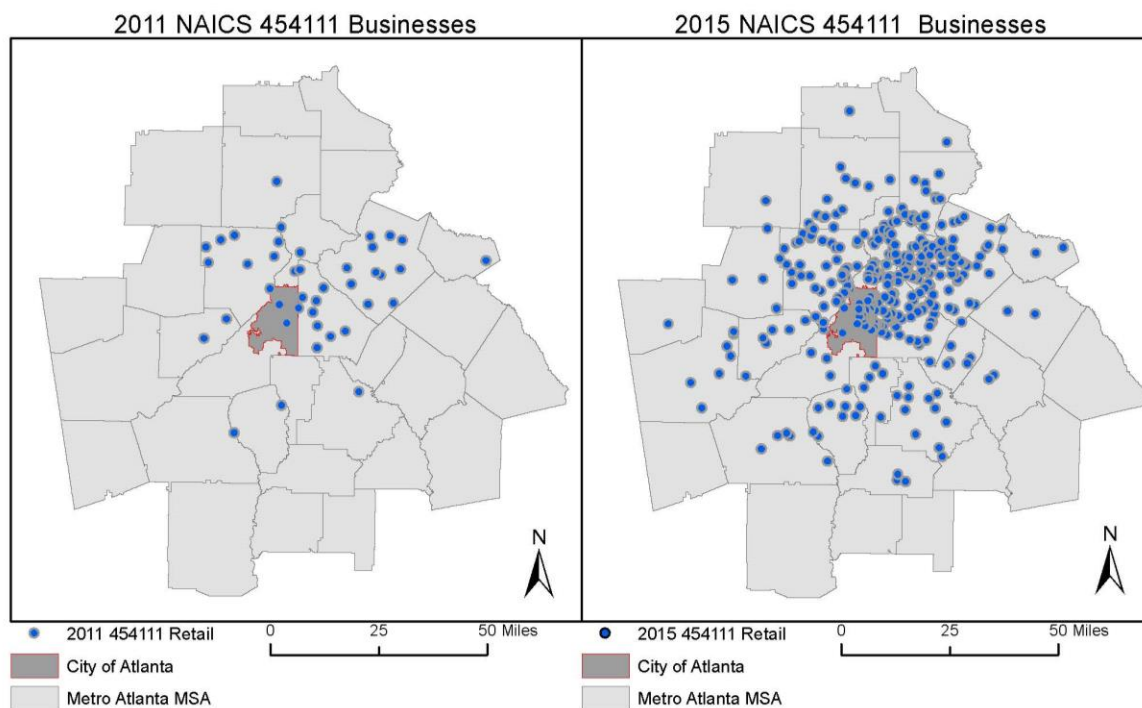 2011 NAICS 454111 Businesses
2015 NAICS 454111 Businesses
N
N
2011 454111 Retail
0 25 50 Miles
City of Atlanta
Metro Atlanta MSA
2015 454111 Retail
0 25 50 Miles
City of Atlanta
Metro Atlanta MSA